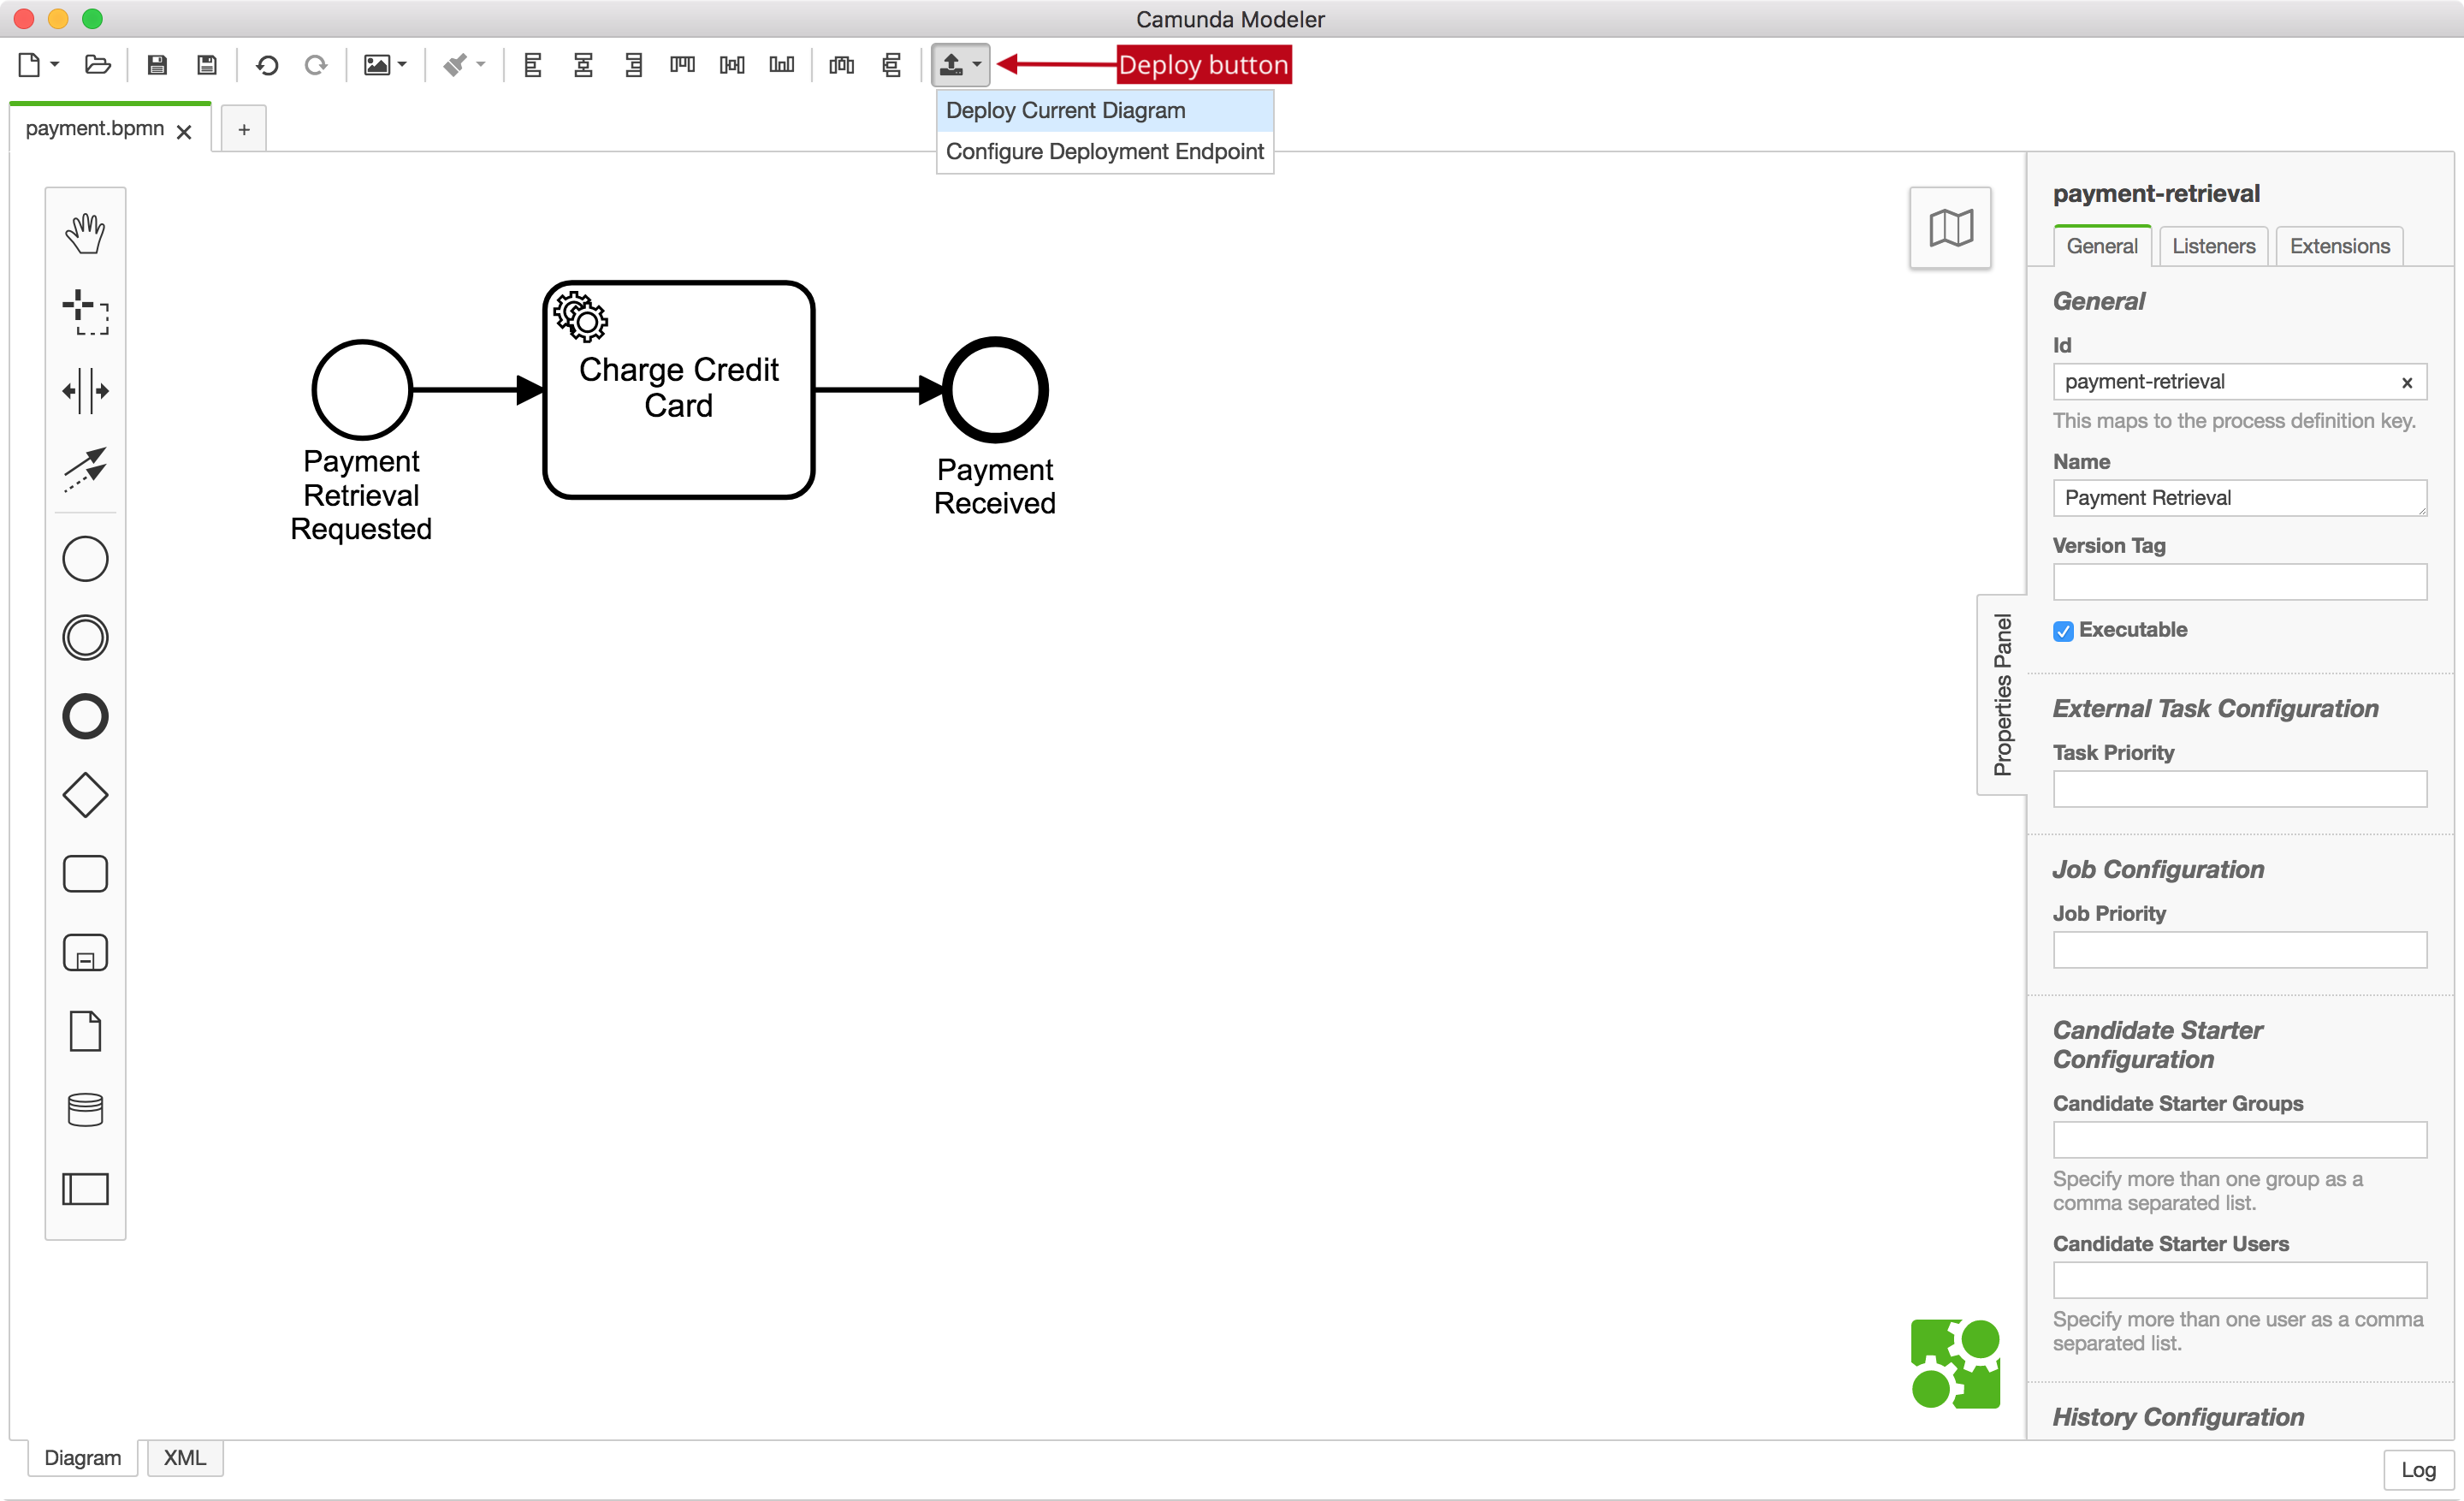 Camunda Modeler
Deploy button
payment.bpmn
+
Deploy Current Diagram
Configure Deployment Endpoint
Charge Credit
Card
Payment
Retrieval
Requested
Payment
Received
Properties Panel
payment-retrieval
General Listeners Extensions
General
Id
payment-retrieval
This maps to the process definition key.
Name
Payment Retrieval
Version Tag
Executable
External Task Configuration
Task Priority
Job Configuration
Job Priority
Candidate Starter
Configuration
Candidate Starter Groups
Specify more than one group as a
comma separated list.
Candidate Starter Users
Specify more than one user as a comma
separated list.
History Configuration
Diagram XML
Log